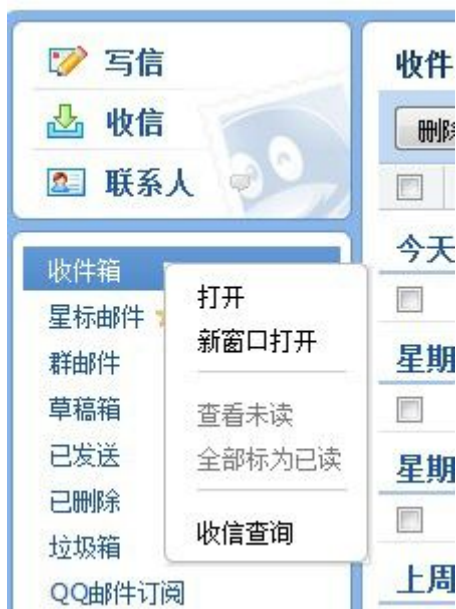 写信
收信
联系人
收件箱
星标邮件
群邮件
草稿箱
已发送
已删除
垃圾箱
QQ邮件订阅
打开
新窗口打开
查看未读
全部标为已读
收信查询
收件
删除
今天
星期
星期
上周